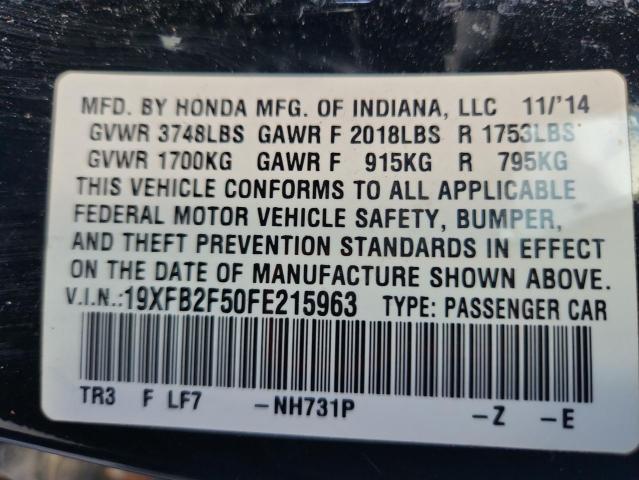 MFD. BY HONDA MFG. OF INDIANA, LLC 11/'14
GVWR 3748LBS GAWR F 2018LBS R 1753LBS
GVWR 1700KG GAWR F 915KG R 795KG
THIS VEHICLE CONFORMS TO ALL APPLICABLE
FEDERAL MOTOR VEHICLE SAFETY, BUMPER,
AND THEFT PREVENTION STANDARDS IN EFFECT
ON THE DATE OF MANUFACTURE SHOWN ABOVE.
V.I.N.:19XFB2F50FE215963 TYPE: PASSENGER CAR
TR3 F LF7 -NH731P -Z -E